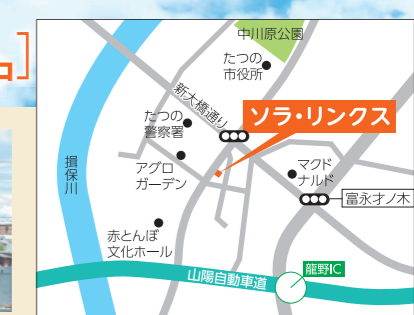 中川原公園
たつの
市役所
新大橋通り
たつの
警察署
ソラ・リンクス
アグロ
ガーデン
マクド
ナルド
揖保川
富永才ノ木
赤とんぼ
文化ホール
龍野IC
山陽自動車道